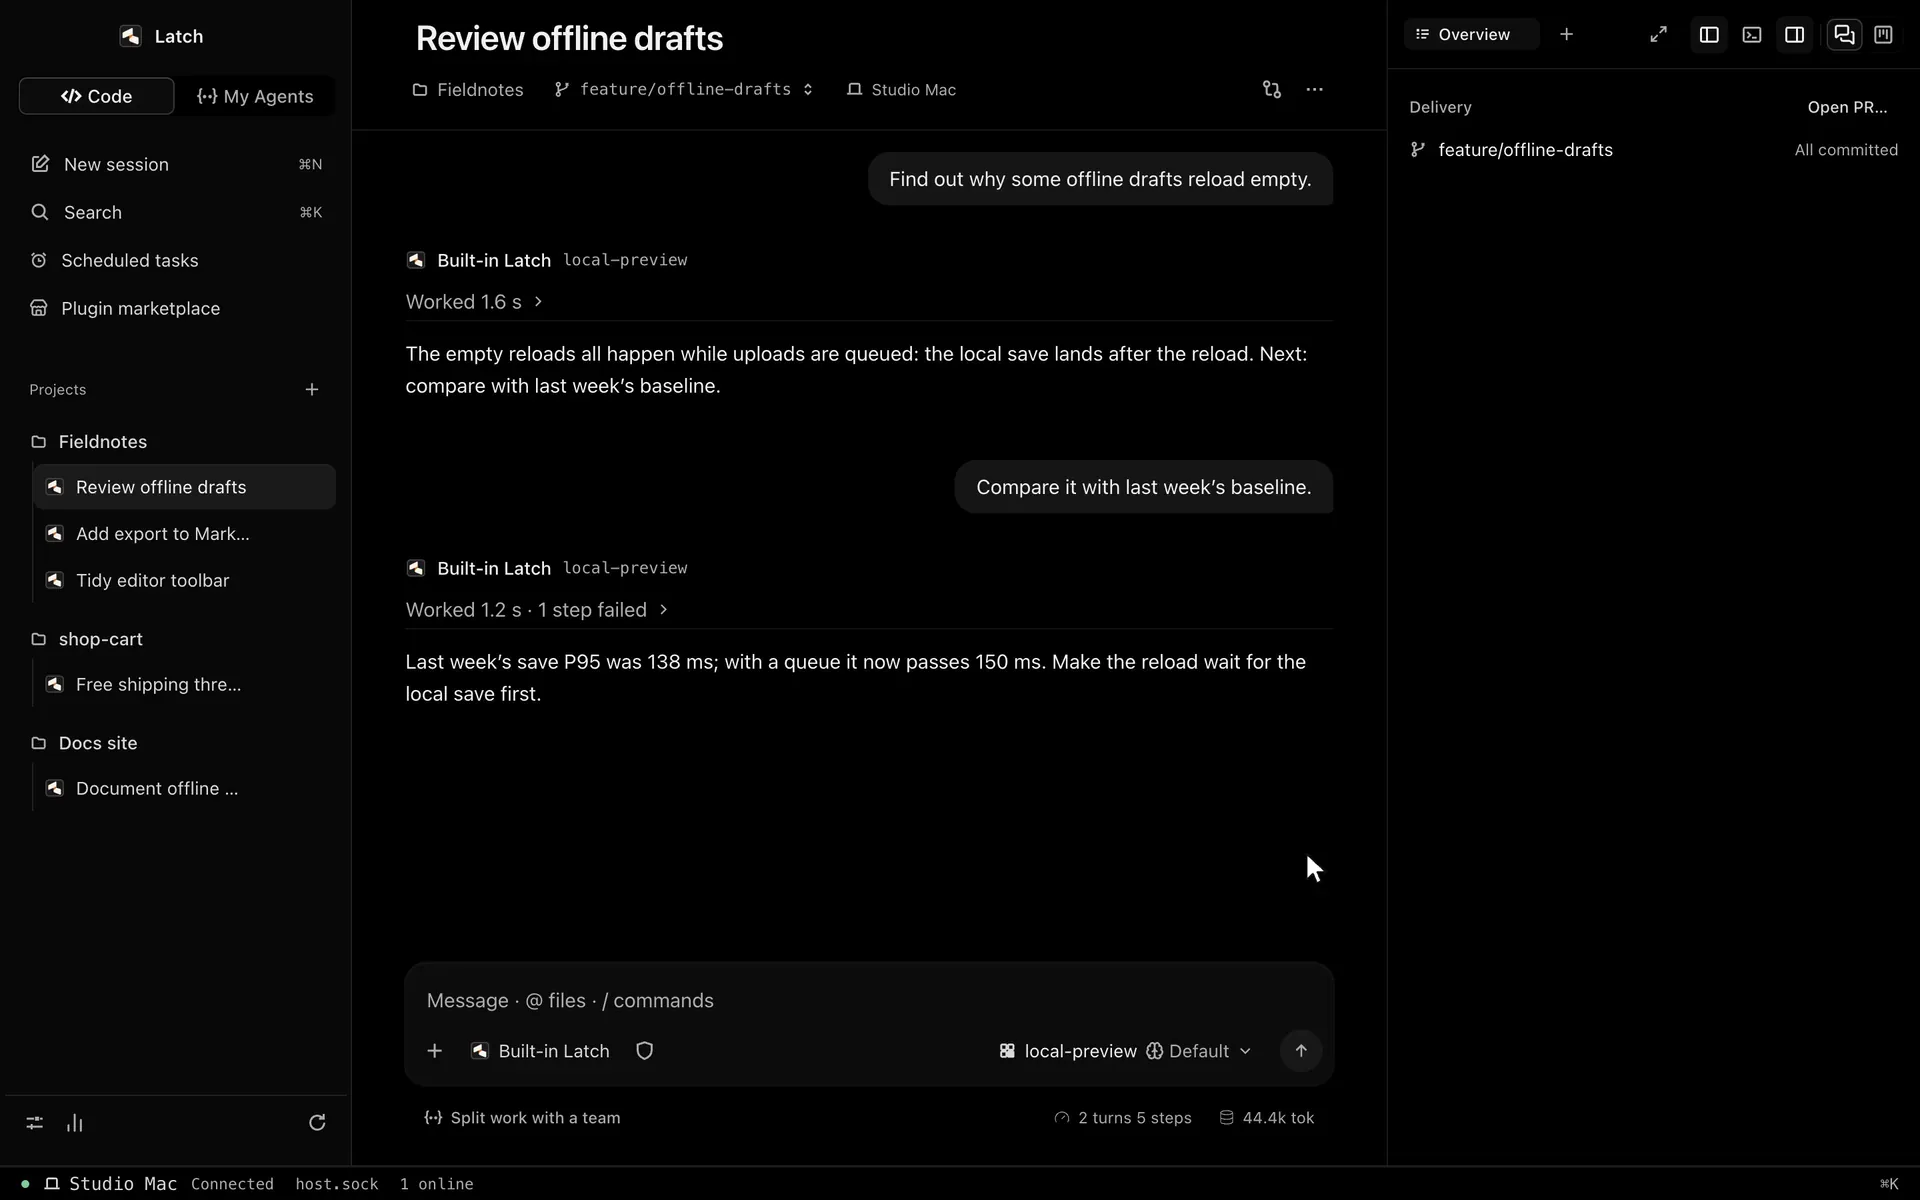 Latch
Code
My Agents
New session ⌘N
Search ⌘K
Scheduled tasks
Plugin marketplace
Projects
Fieldnotes
Review offline drafts
Add export to Mark...
Tidy editor toolbar
shop-cart
Free shipping thre...
Docs site
Document offline ...
Review offline drafts
Fieldnotes feature/offline-drafts Studio Mac
Find out why some offline drafts reload empty.
Built-in Latch local-preview
Worked 1.6 s
The empty reloads all happen while uploads are queued: the local save lands after the reload. Next:
compare with last week’s baseline.
Compare it with last week’s baseline.
Built-in Latch local-preview
Worked 1.2 s · 1 step failed
Last week’s save P95 was 138 ms; with a queue it now passes 150 ms. Make the reload wait for the
local save first.
Message · @ files · / commands
Built-in Latch local-preview Default
Split work with a team 2 turns 5 steps 44.4k tok
Overview
Delivery Open PR...
feature/offline-drafts All committed
Studio Mac Connected host.sock 1 online ⌘K